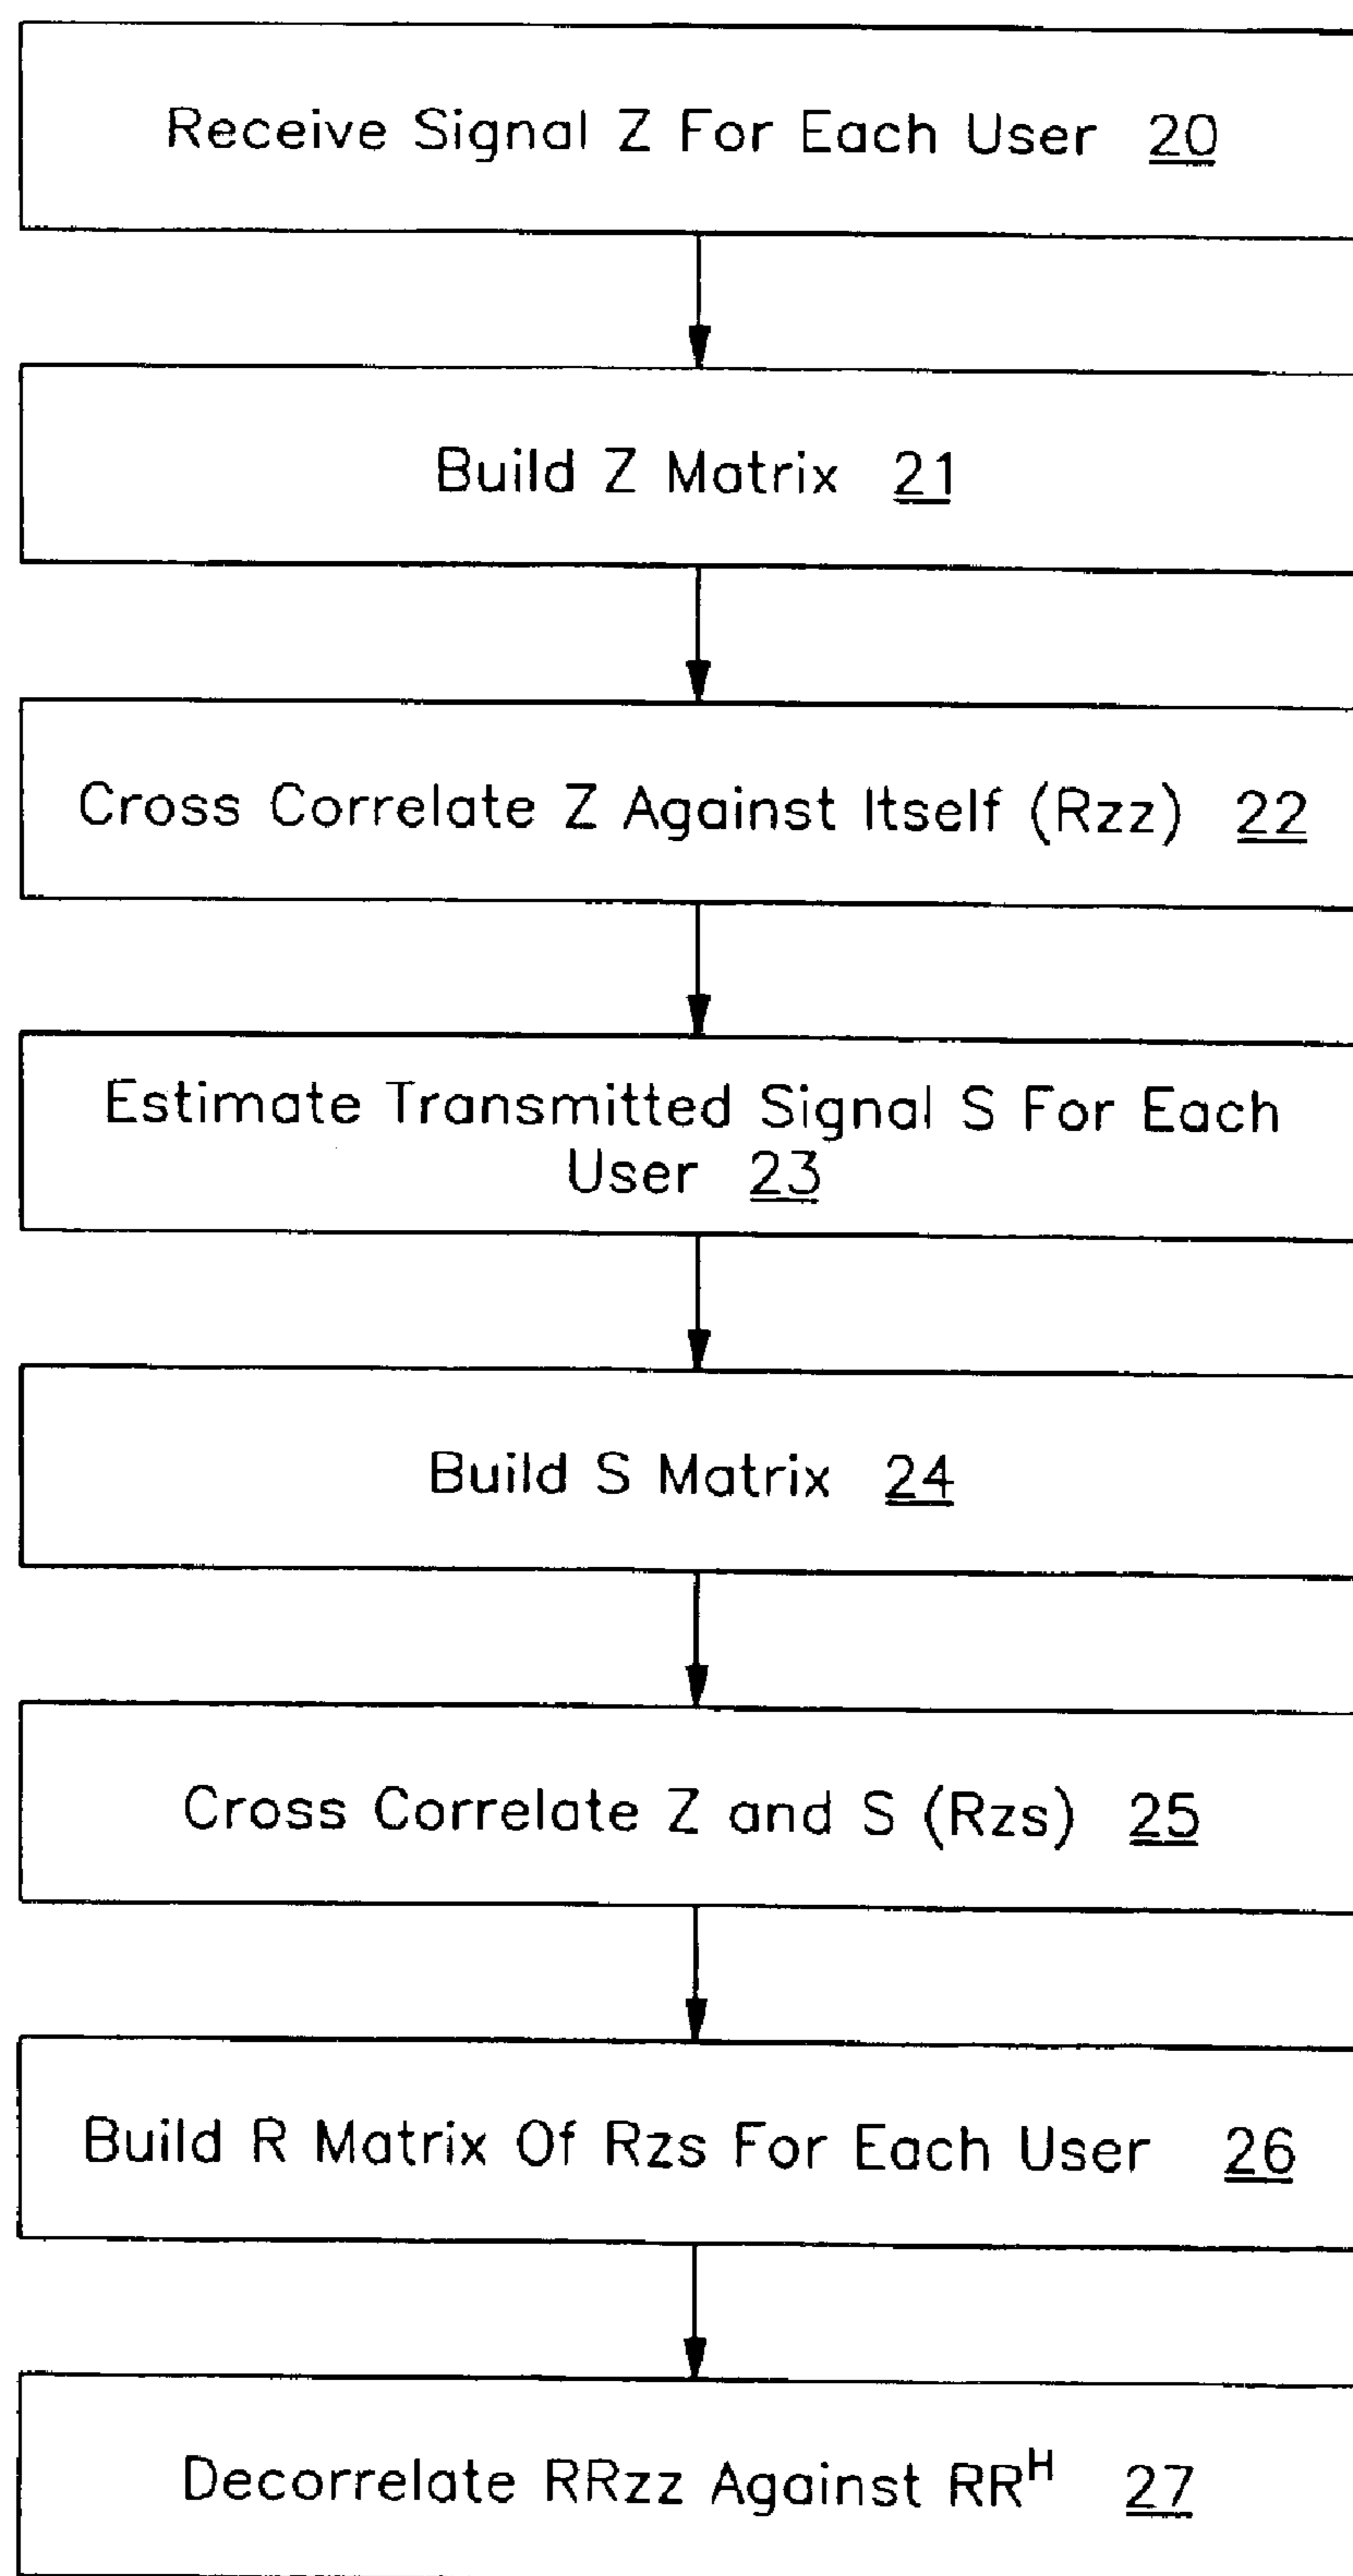 Receive Signal Z For Each User 20
Build Z Matrix 21
Cross Correlate Z Against Itself (Rzz) 22
Estimate Transmitted Signal S For Each
User 23
Build S Matrix 24
Cross Correlate Z and S (Rzs) 25
Build R Matrix Of Rzs For Each User 26
Decorrelate RRzz Against RR^H 27